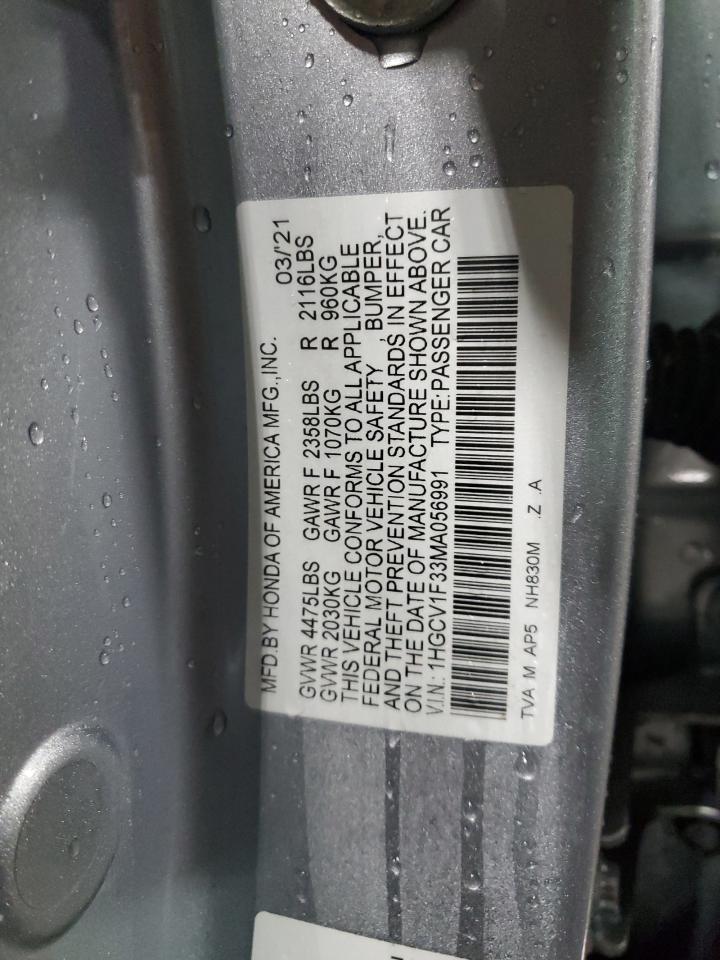 MFD.BY HONDA OF AMERICA MFG.,INC. 03/'21
GVWR 4475LBS GAWR F 2358LBS R 2116LBS
GVWR 2030KG GAWR F 1070KG R 960KG
THIS VEHICLE CONFORMS TO ALL APPLICABLE
FEDERAL MOTOR VEHICLE SAFETY , BUMPER,
AND THEFT PREVENTION STANDARDS IN EFFECT
ON THE DATE OF MANUFACTURE SHOWN ABOVE.
V.I.N.: 1HGCV1F33MA056991 TYPE:PASSENGER CAR
TVA M AP5 NH830M .Z .A